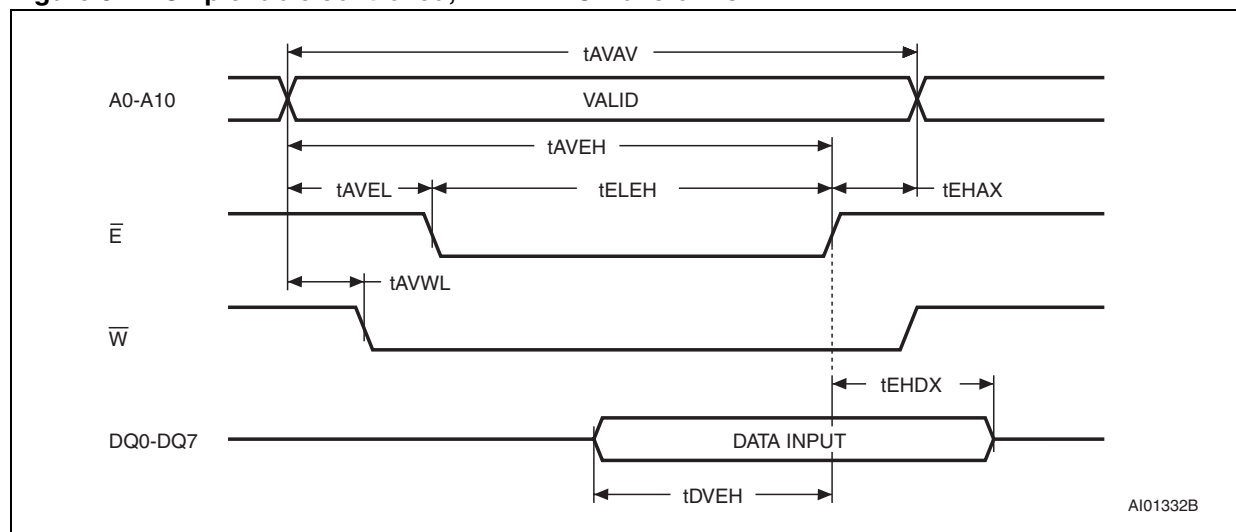 tAVAV
A0-A10
VALID
tAVEH
tAVEL
tELEH
tEHAX
E
tAVWL
W
tEHDX
DQ0-DQ7
DATA INPUT
tDVEH
AI01332B